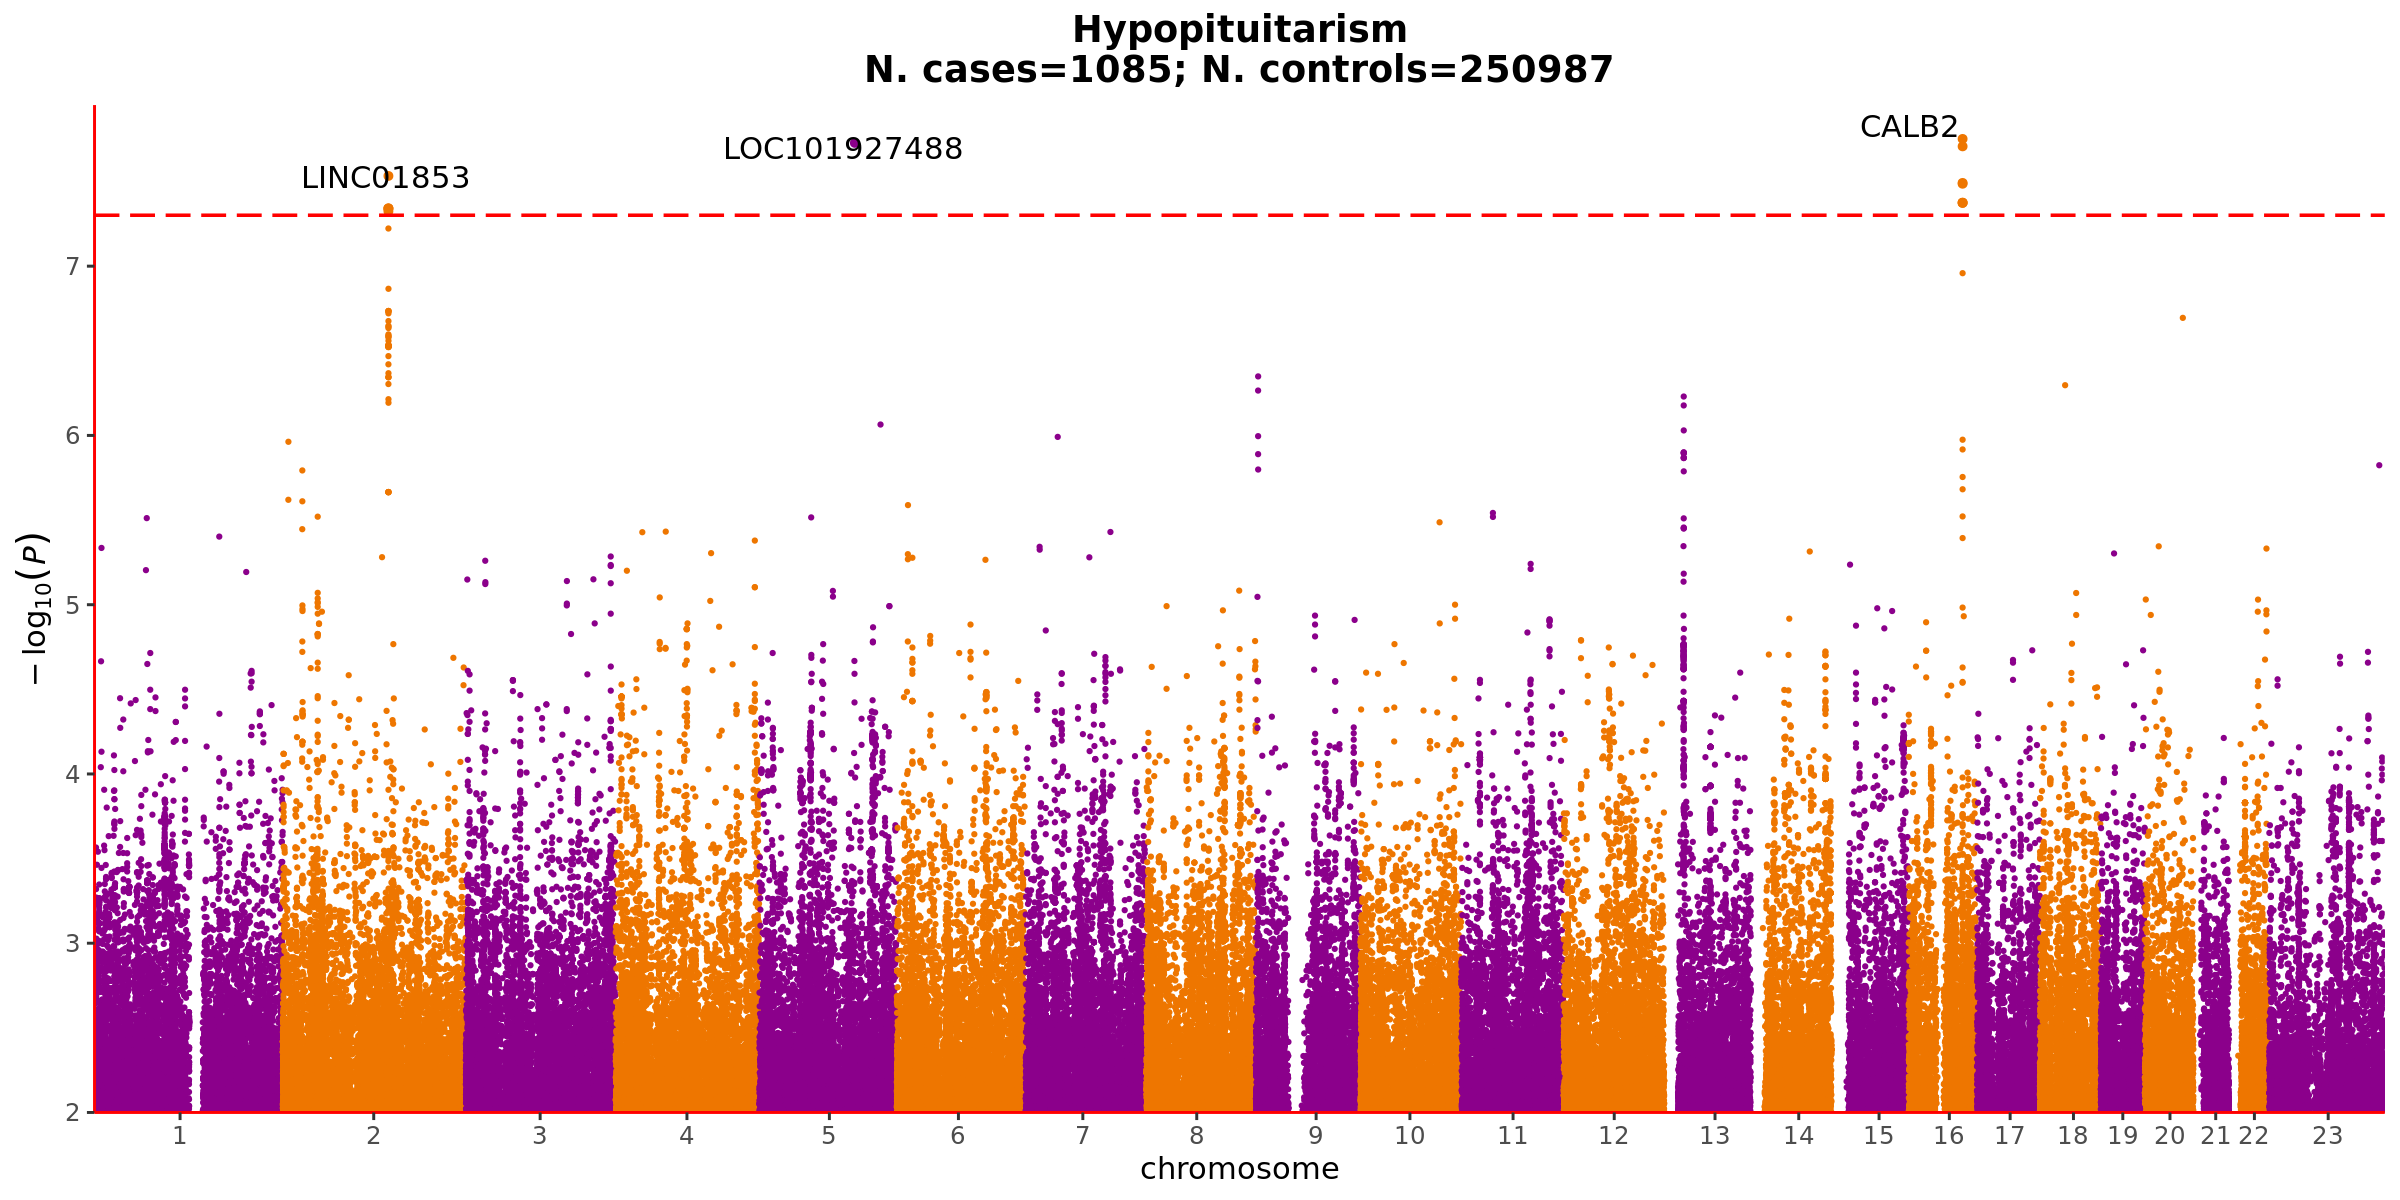 Hypopituitarism
N. cases=1085; N. controls=250987
CALB2
LOC101927488
LINC01853
7
6
5
4
3
2
−log10(P)
1 2 3 4 5 6 7 8 9 10 11 12 13 14 15 16 17 18 19 20 21 22 23
chromosome